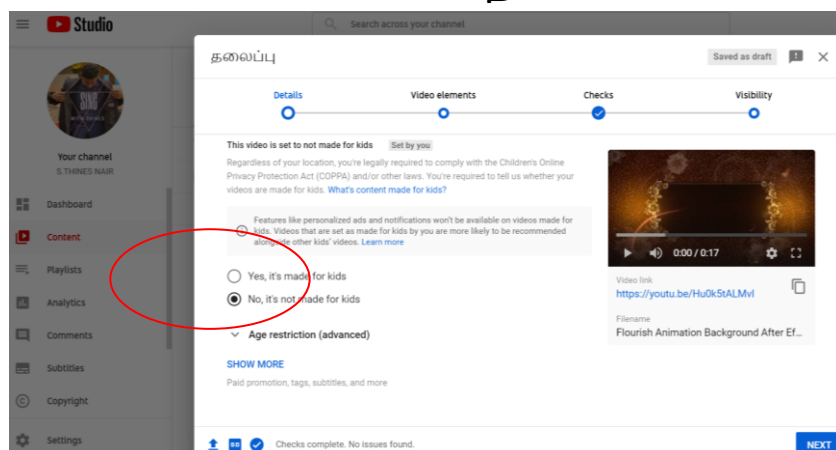 Studio
Search across your channel
தலைப்பு
Saved as draft
Details Video elements Checks Visibility
Your channel
S.THINES NAIR
Dashboard
Content
Playlists
Analytics
Comments
Subtitles
Copyright
Settings
This video is set to not made for kids Set by you
Regardless of your location, you're legally required to comply with the Children's Online
Privacy Protection Act (COPPA) and/or other laws. You're required to tell us whether your
videos are made for kids. What's content made for kids?
Features like personalized ads and notifications won't be available on videos made for
kids. Videos that are set as made for kids by you are more likely to be recommended
alongside other kids' videos. Learn more
Yes, it's made for kids
No, it's not made for kids
Age restriction (advanced)
SHOW MORE
Paid promotion, tags, subtitles, and more
0:00 / 0:17
Video link
https://youtu.be/Hu0k5tALMvI
Filename
Flourish Animation Background After Ef...
Checks complete. No issues found.
NEXT